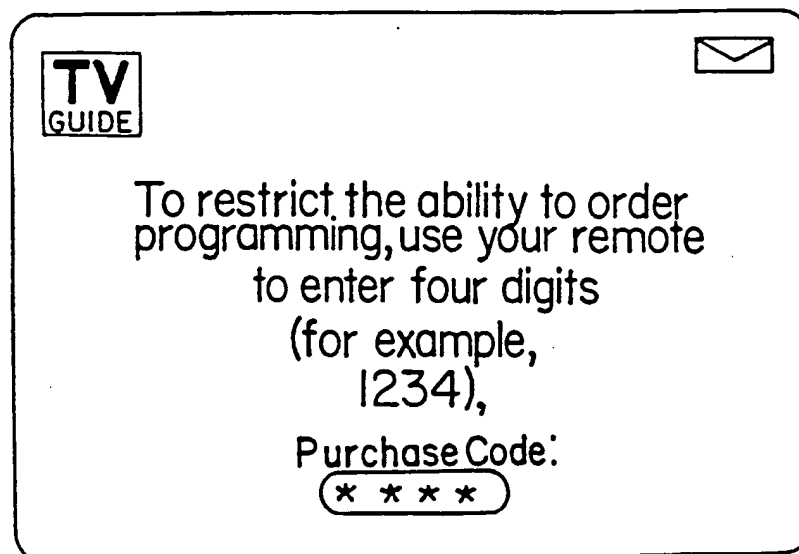 TV
GUIDE
To restrict the ability to order
programming, use your remote
to enter four digits
(for example,
1234),
Purchase Code:
* * * *